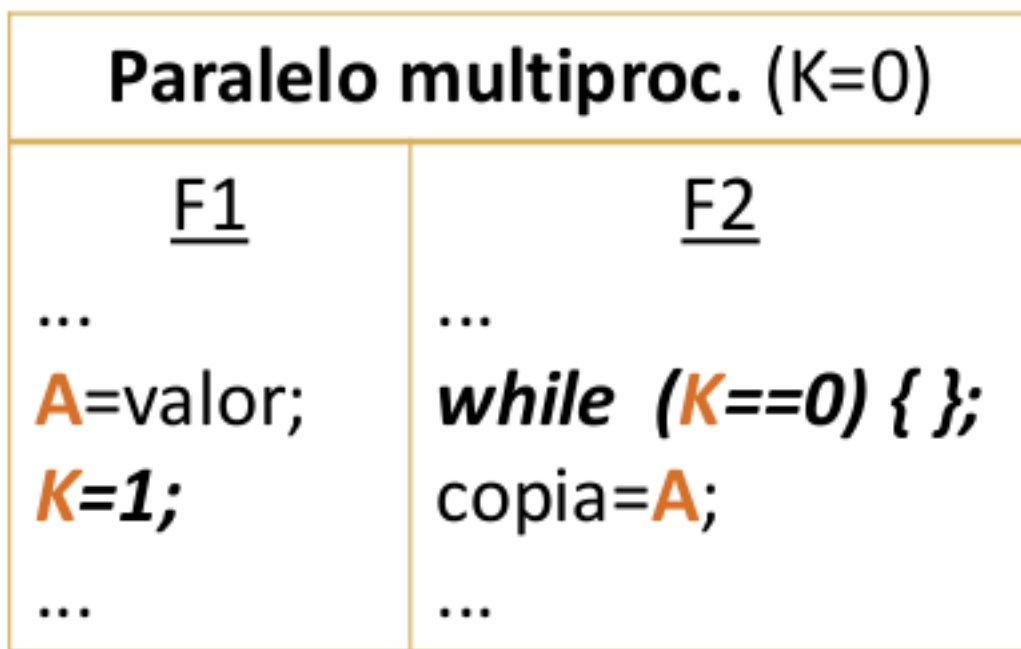 Paralelo multiproc. (K=0)
F1
...
A=valor;
K=1;
...
F2
...
while (K==0) { };
copia=A;
...